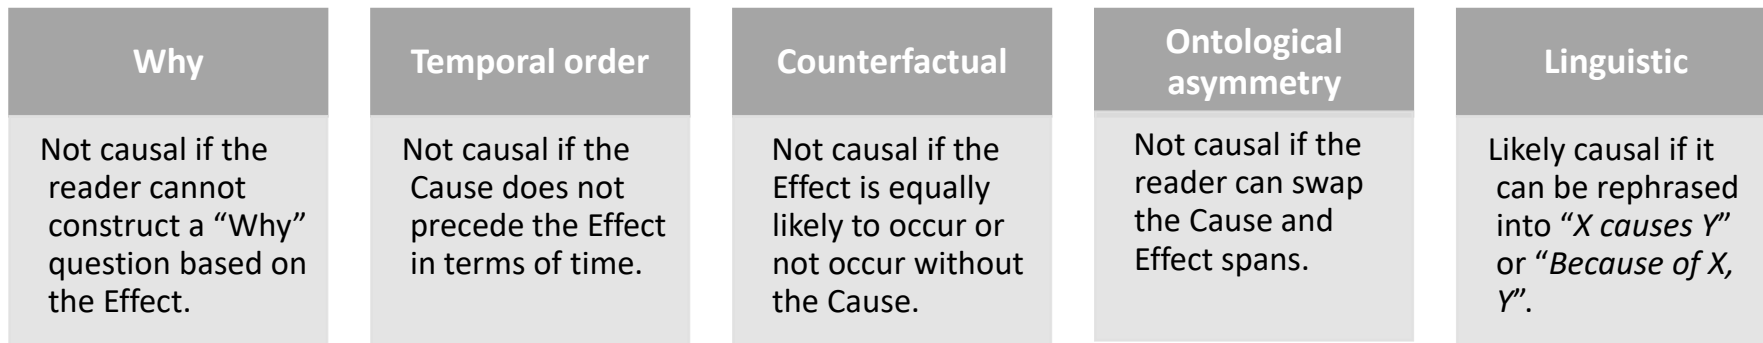 Why
Not causal if the
reader cannot
construct a “Why”
question based on
the Effect.
Temporal order
Not causal if the
Cause does not
precede the Effect
in terms of time.
Counterfactual
Not causal if the
Effect is equally
likely to occur or
not occur without
the Cause.
Ontological
asymmetry
Not causal if the
reader can swap
the Cause and
Effect spans.
Linguistic
Likely causal if it
can be rephrased
into “X causes Y”
or “Because of X,
Y”.